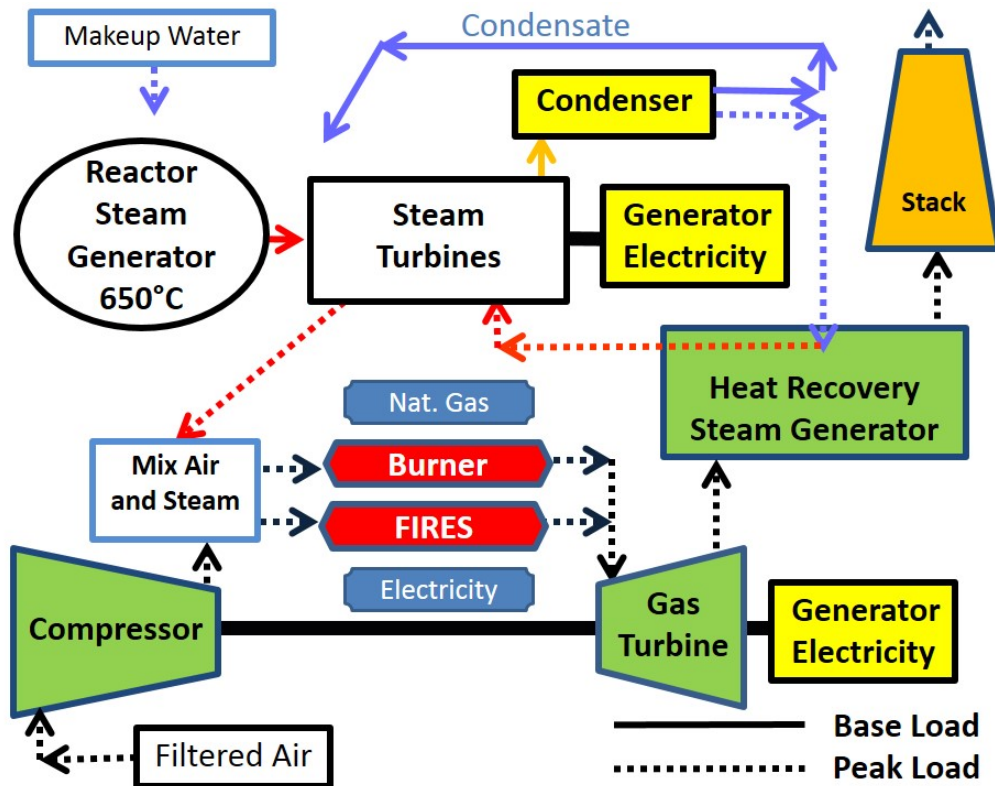 Makeup Water
Condensate
Condenser
Reactor
Steam
Generator
650°C
Steam
Turbines
Generator
Electricity
Stack
Heat Recovery
Steam Generator
Nat. Gas
Mix Air
and Steam
Burner
FIRES
Electricity
Compressor
Gas
Turbine
Generator
Electricity
Filtered Air
Base Load
Peak Load